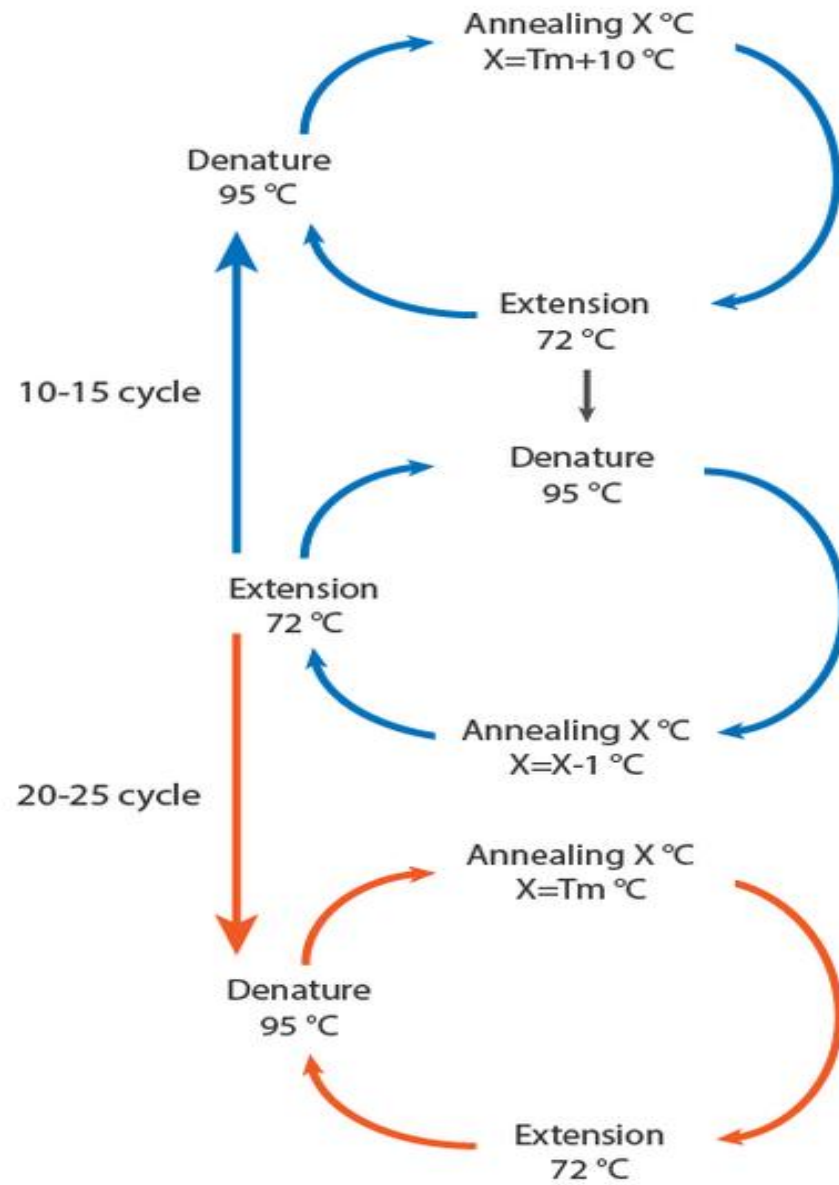 Annealing X °C
X=Tm+10 °C
Denature
95 °C
Extension
72 °C
10-15 cycle
Denature
95 °C
Extension
72 °C
Annealing X °C
X=X-1 °C
20-25 cycle
Annealing X °C
X=Tm °C
Denature
95 °C
Extension
72 °C